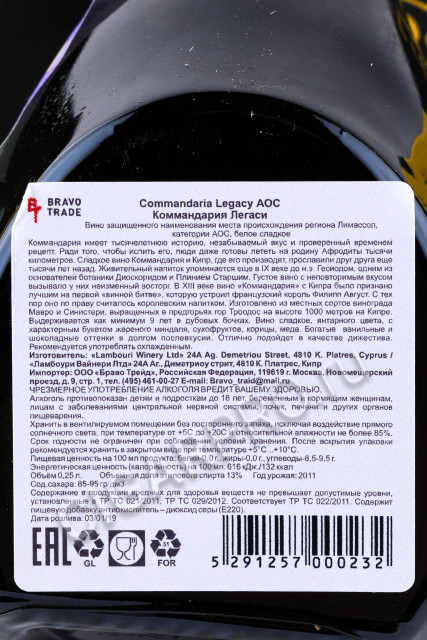 BRAVO
TRADE
Commandaria Legacy AOC
Коммандария Легаси
Вино защищенного наименования места происхождения региона Лимассол,
категории АОС, белое сладкое
Коммандария имеет тысячелетнюю историю, незабываемый вкус и проверенный временем
рецепт. Ради того, чтобы испить его, люди даже готовы лететь на родину Афродиты тысячи
километров. Сладкое вино Коммандария и Кипр, где его производят, прославили друг друга еще
тысячи лет назад. Живительный напиток упоминается еще в IX веке до н.э. Гесиодом, одним из
основателей ботаники Диоскоридом и Плинием Старшим. Густое вино с неповторимым вкусом
вызывало у них неизменный восторг. В XIII веке вино «Коммандария» с Кипра было признано
лучшим на первой «винной битве», которую устроил французский король Филипп Август. С тех
пор оно по праву считалось королевским напитком. Изготовлено из местных сортов винограда
Мавро и Синистери, выращенных в предгорьях гор Троодос на высоте 1000 метров на Кипре.
Выдерживается как минимум 9 лет в дубовых бочках. Вино сладкое, янтарного цвета, с
характерным букетом жареного миндаля, сухофруктов, корицы, меда. Богатые ванильные и
шоколадные оттенки в долгом послевкусии. Отлично подойдет в качестве дижестива.
Рекомендуется употреблять охлажденным.
Изготовитель: «Lambouri Winery Ltd» 24A Ag. Demetriou Street, 4810 K. Platres, Cyprus /
«Ламбоури Вайнери Лтд» 24А Аг., Димитриоу стрит, 4810 К. Платрес, Кипр
Импортер: ООО «Браво Трейд», Российская Федерация, 119619 г. Москва, Новомещерский
проезд, д. 9, стр. 1, тел. (495) 461-00-27 E-mail: Bravo_traid@mail.ru
ЧРЕЗМЕРНОЕ УПОТРЕБЛЕНИЕ АЛКОГОЛЯ ВРЕДИТ ВАШЕМУ ЗДОРОВЬЮ.
Алкоголь противопоказан детям и подросткам до 18 лет, беременным и кормящим женщинам,
лицам с заболеваниями центральной нервной системы, почек, печени и других органов
пищеварения.
Хранить в вентилируемом помещении без постороннего запаха, исключая воздействие прямого
солнечного света, при температуре от +5С до +20С и относительной влажности не более 85%.
Срок годности не ограничен при соблюдении условий хранения. После вскрытия упаковки
рекомендуется хранить в закрытом виде при температуре +5°С...+10°С.
Пищевая ценность на 100 мл продукта: белка-0,0 г., жиры-0,0 г., углеводы-8,5-9,5 г.
Энергетическая ценность (калорийность) на 100 мл: 616 кДж /132 ккал
Объём 0,25 л. Объемная доля этилового спирта 13% Год урожая: 2011
Сод.сахара: 85-95 гр/дм3
Содержание в продукции вредных для здоровья веществ не превышает допустимые уровни,
установленные в ТР ТС 021/2011, ТР ТС 029/2012. Соответствует ТР ТС 022/2011. Содержит
пищевую добавку антиокислитель – диоксид серы (Е220).
Дата розлива: 03/01/19
EAC
GL
FOR
51
5 291257 000232